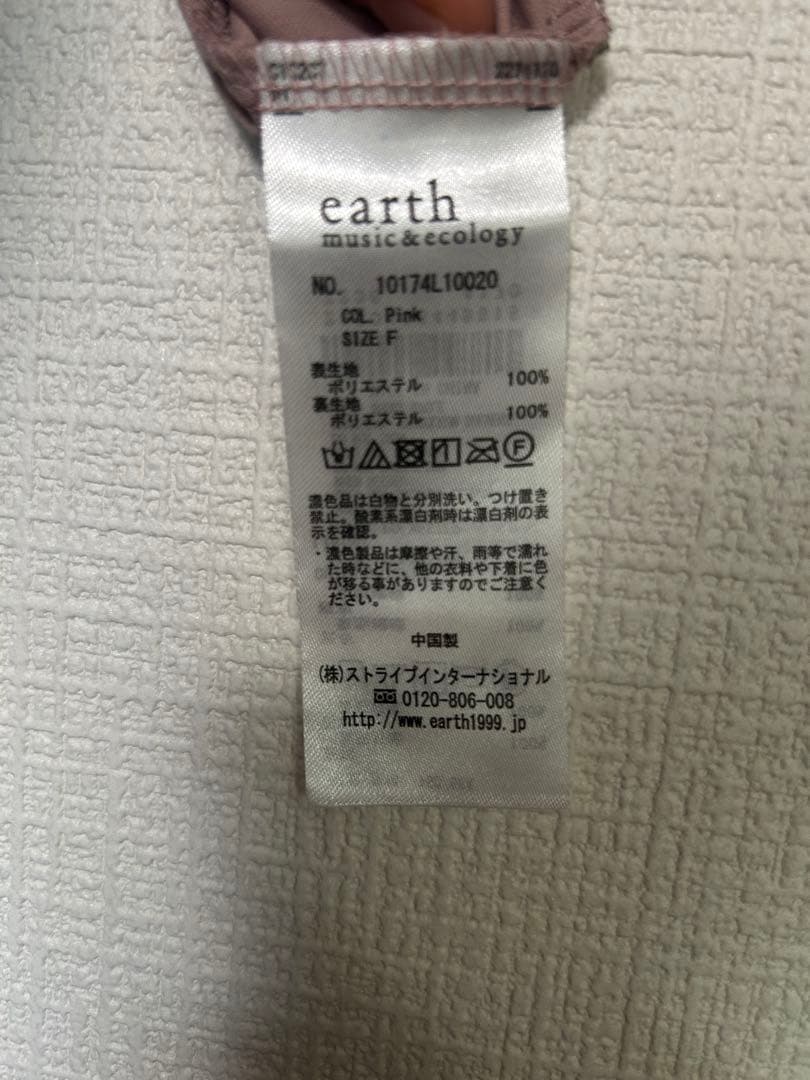 earth
music&ecology
NO. 10174L10020
COL. Pink
SIZE F
表生地
ポリエステル 100%
裏生地
ポリエステル 100%
F
濃色品は白物と分別洗い。つけ置き
禁止。酸素系漂白剤時は漂白剤の表
示を確認。
・濃色製品は摩擦や汗、雨等で濡れ
た時などに、他の衣料や下着に色
が移る事がありますのでご注意く
ださい。
中国製
(株)ストライプインターナショナル
0120-806-008
http://www.earth1999.jp